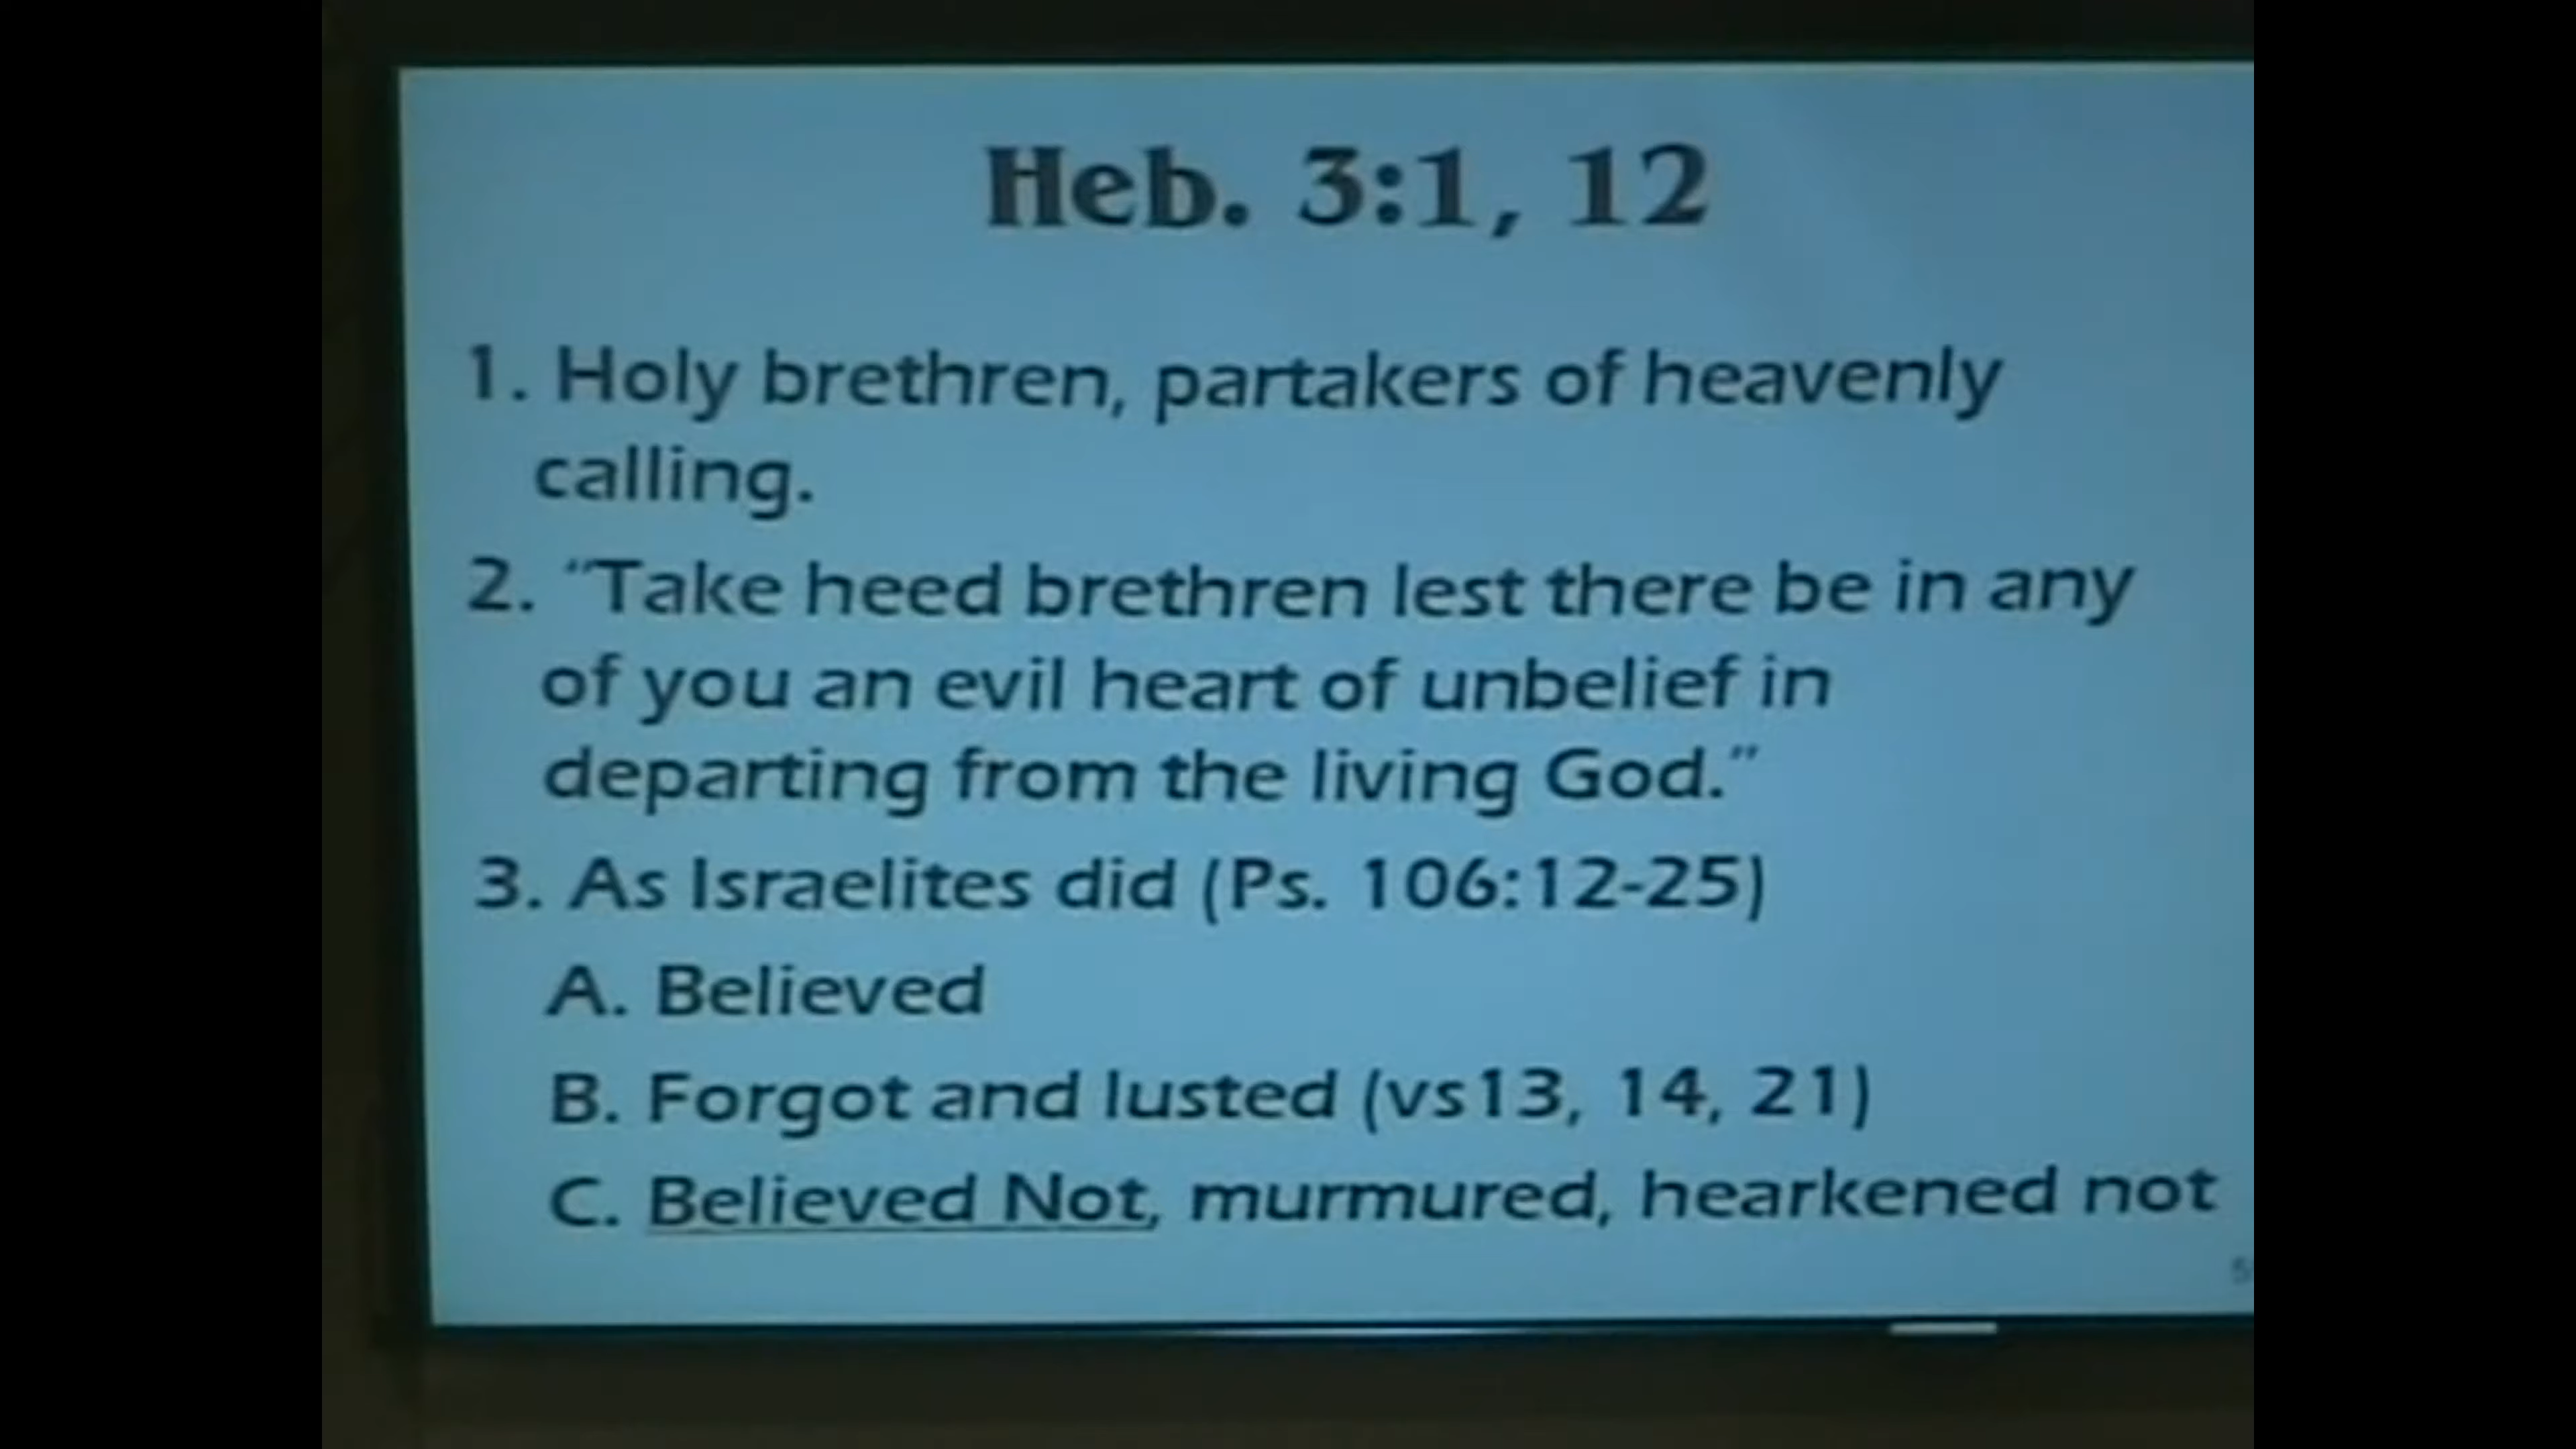 Heb. 3:1, 12
1. Holy brethren, partakers of heavenly
calling.
2. “Take heed brethren lest there be in any
of you an evil heart of unbelief in
departing from the living God.”
3. As Israelites did (Ps. 106:12-25)
A. Believed
B. Forgot and lusted (vs13, 14, 21)
C. Believed Not, murmured, hearkened not